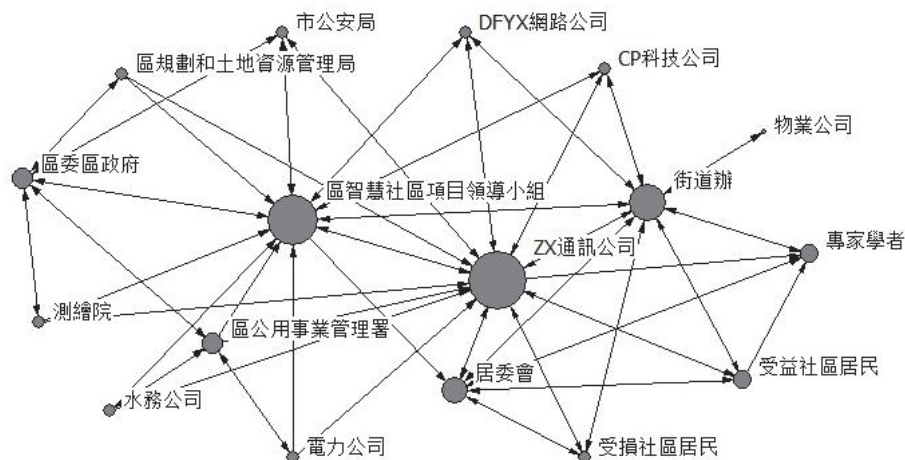 市公安局
DFYX網路公司
區規劃和土地資源管理局
CP科技公司
物業公司
區委區政府
區智慧社區項目領導小組
街道辦
ZX通訊公司
專家學者
測繪院
區公用事業管理署
居委會
受益社區居民
水務公司
電力公司
受損社區居民